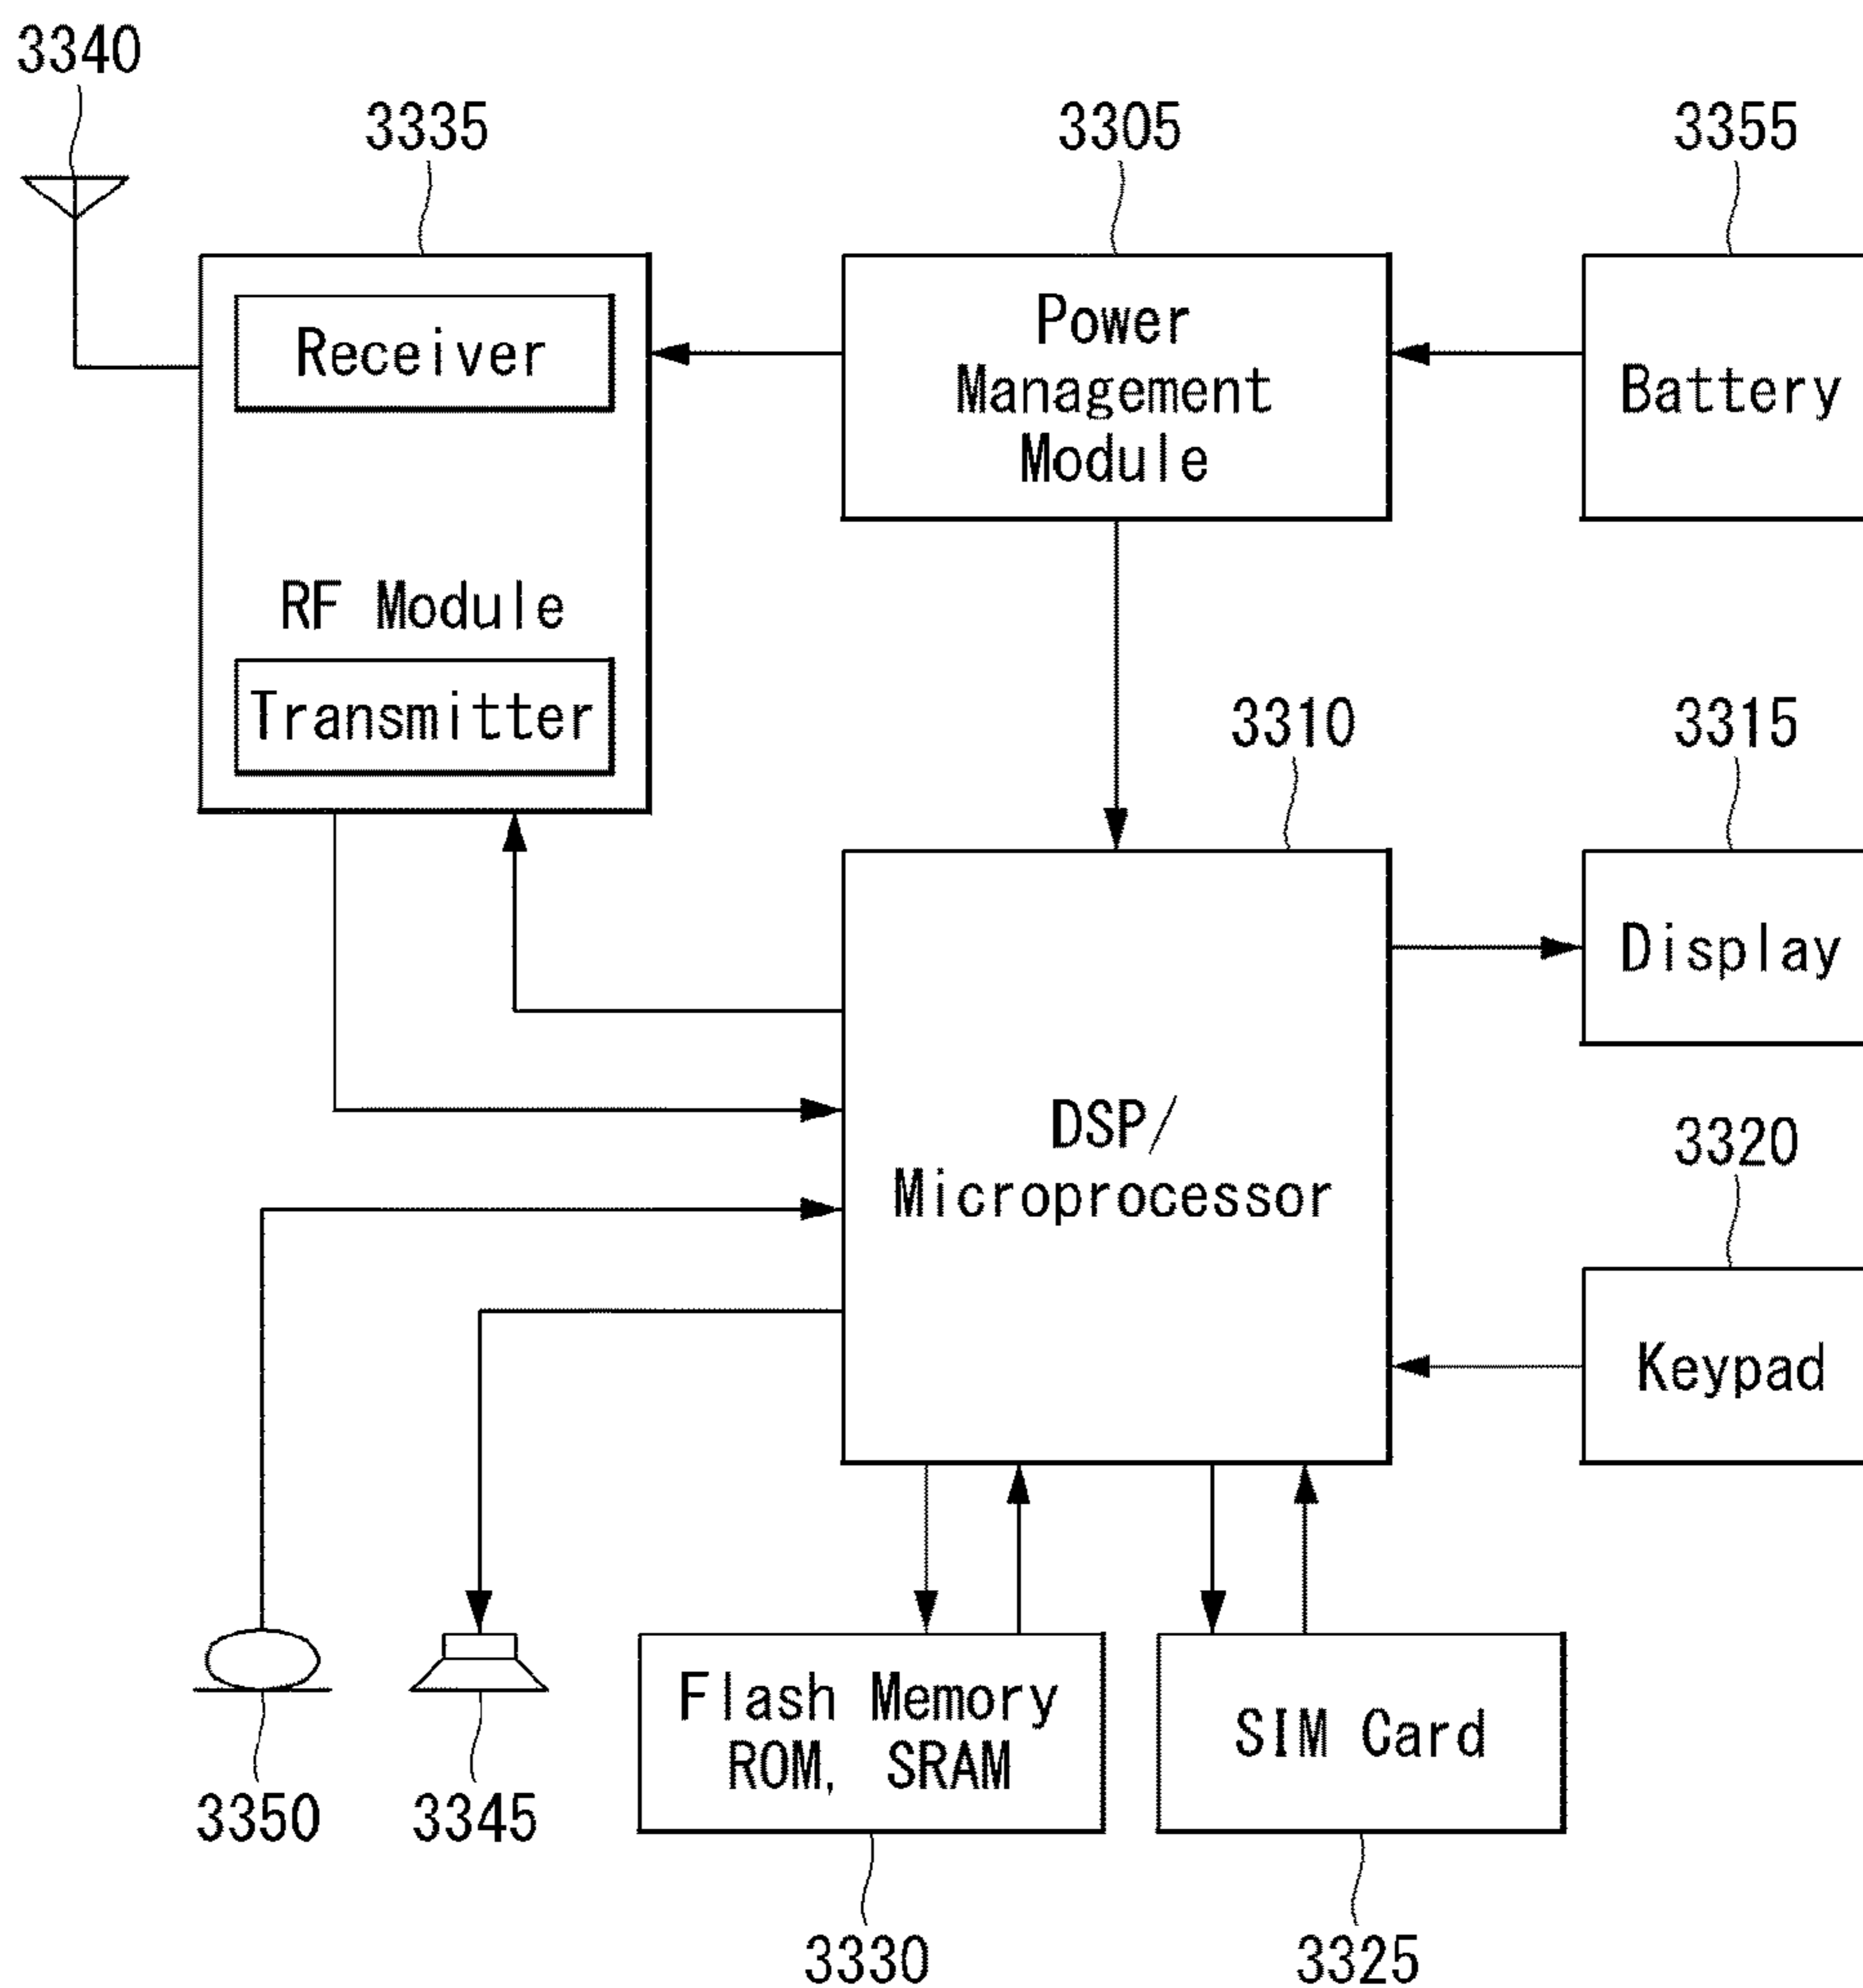 3340
3335
3305
3355
Receiver
RF Module
Transmitter
Power
Management
Module
Battery
3310
3315
DSP/
Microprocessor
Display
3320
Keypad
Flash Memory
ROM, SRAM
SIM Card
3350
3345
3330
3325